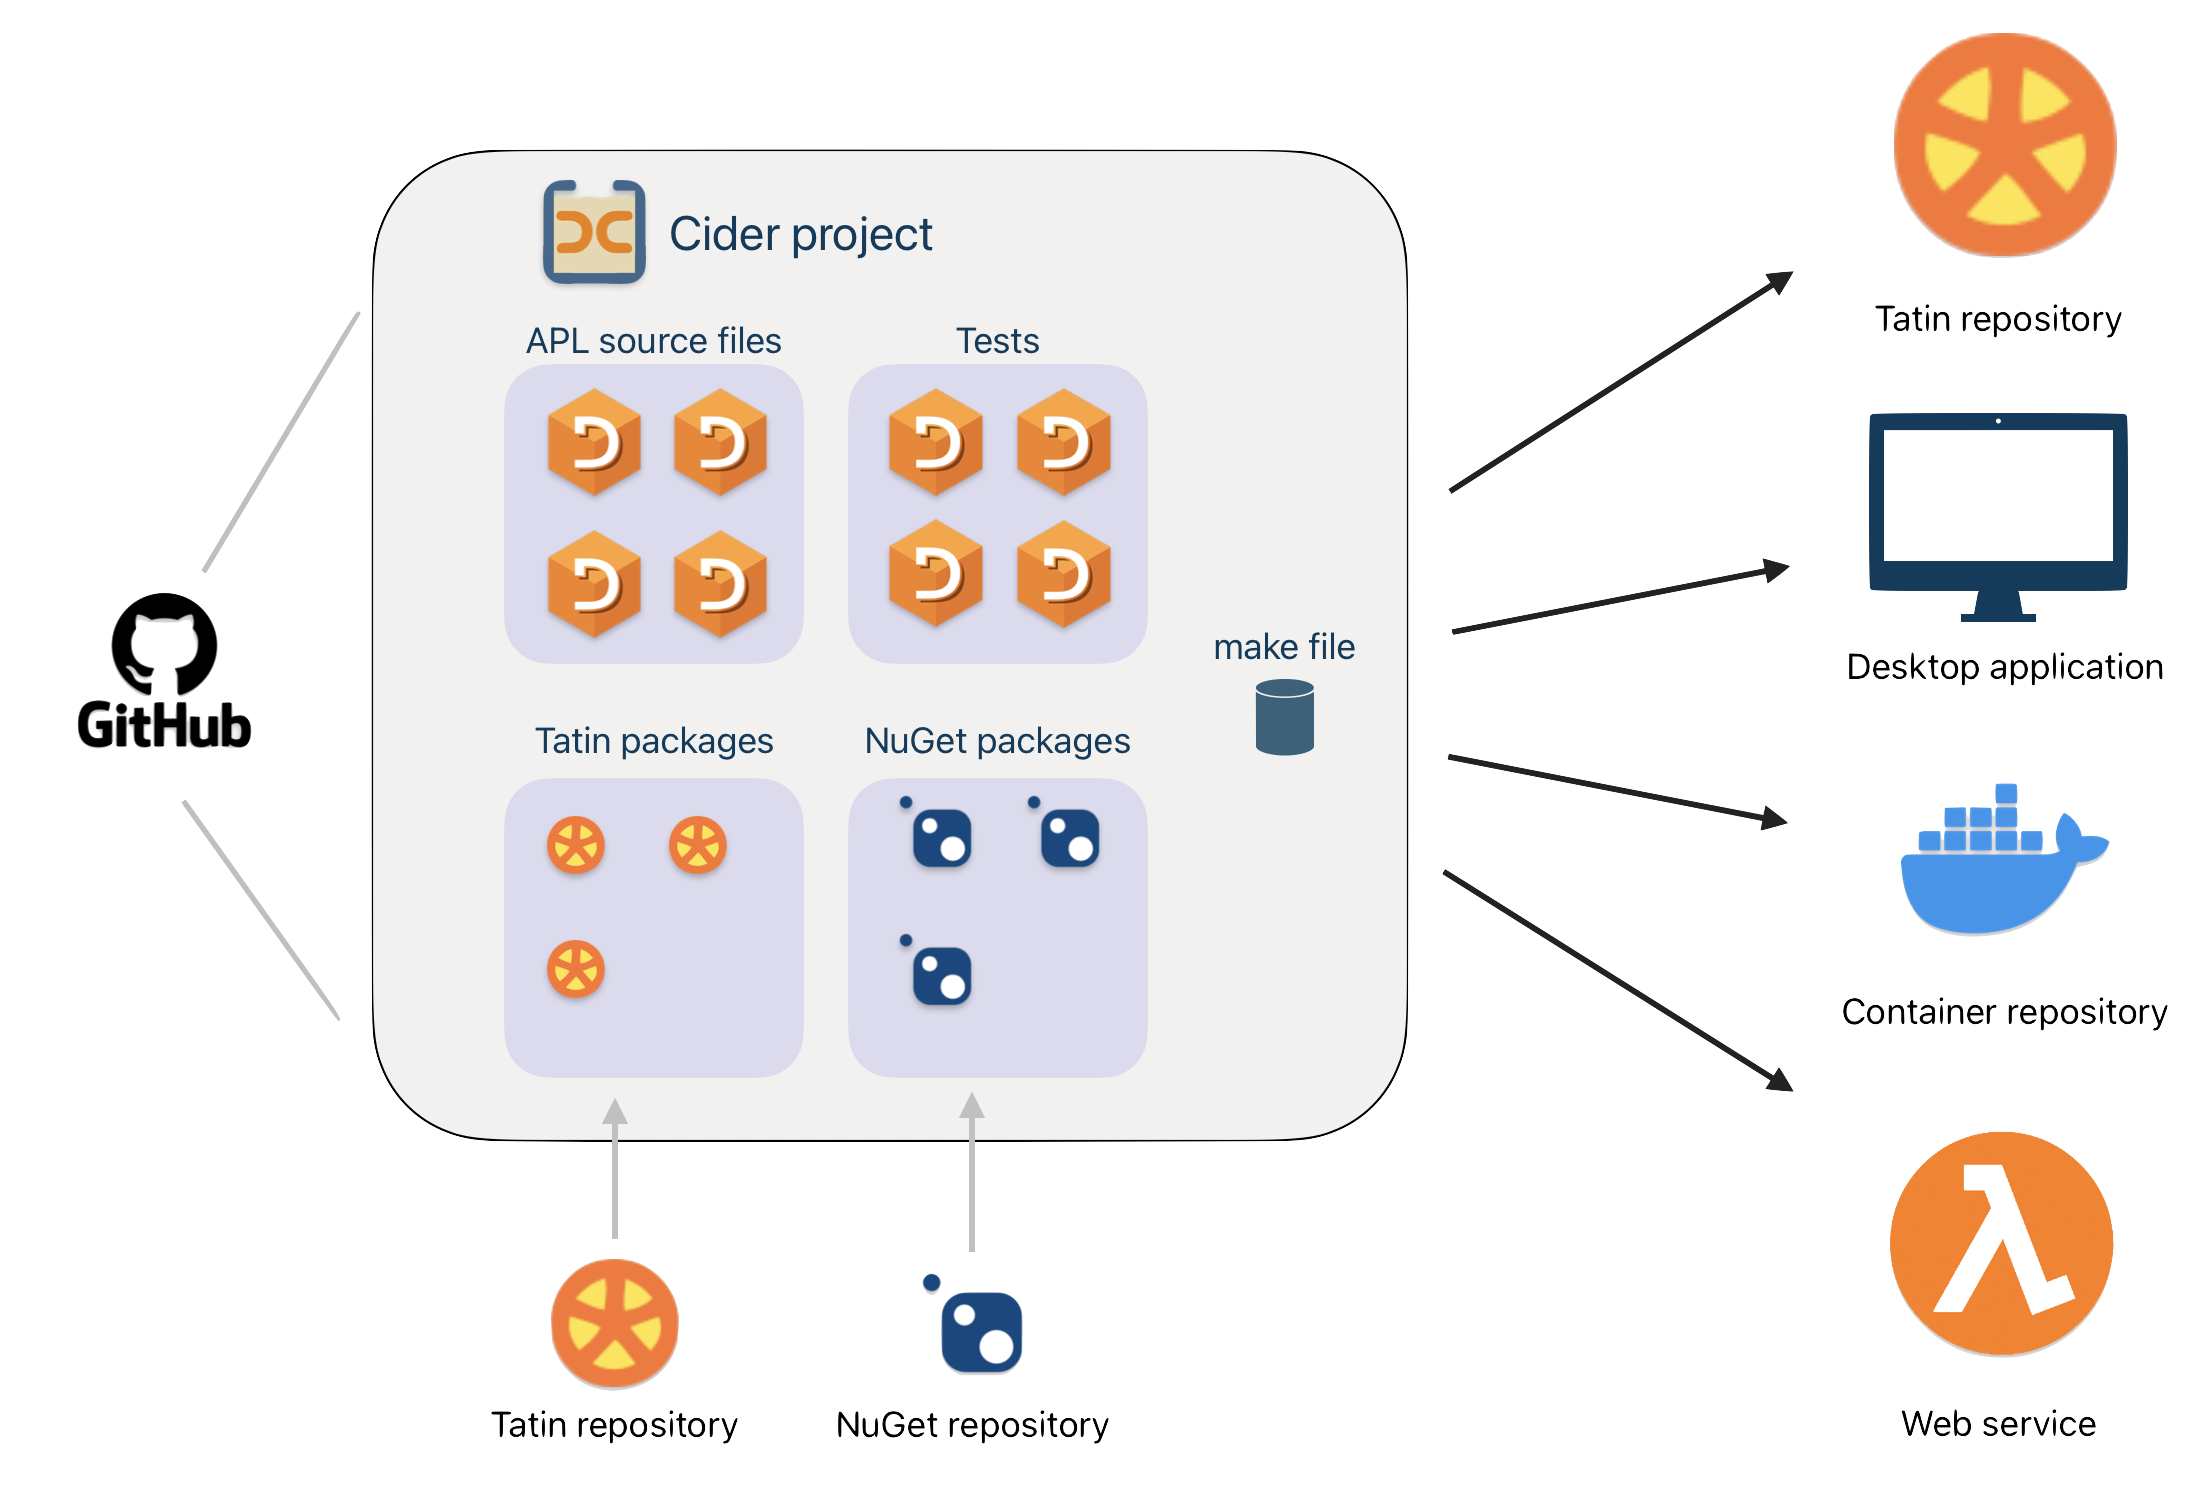 Cider project
APL source files
Tests
make file
GitHub
Tatin packages
NuGet packages
Tatin repository
NuGet repository
Tatin repository
Desktop application
Container repository
Web service